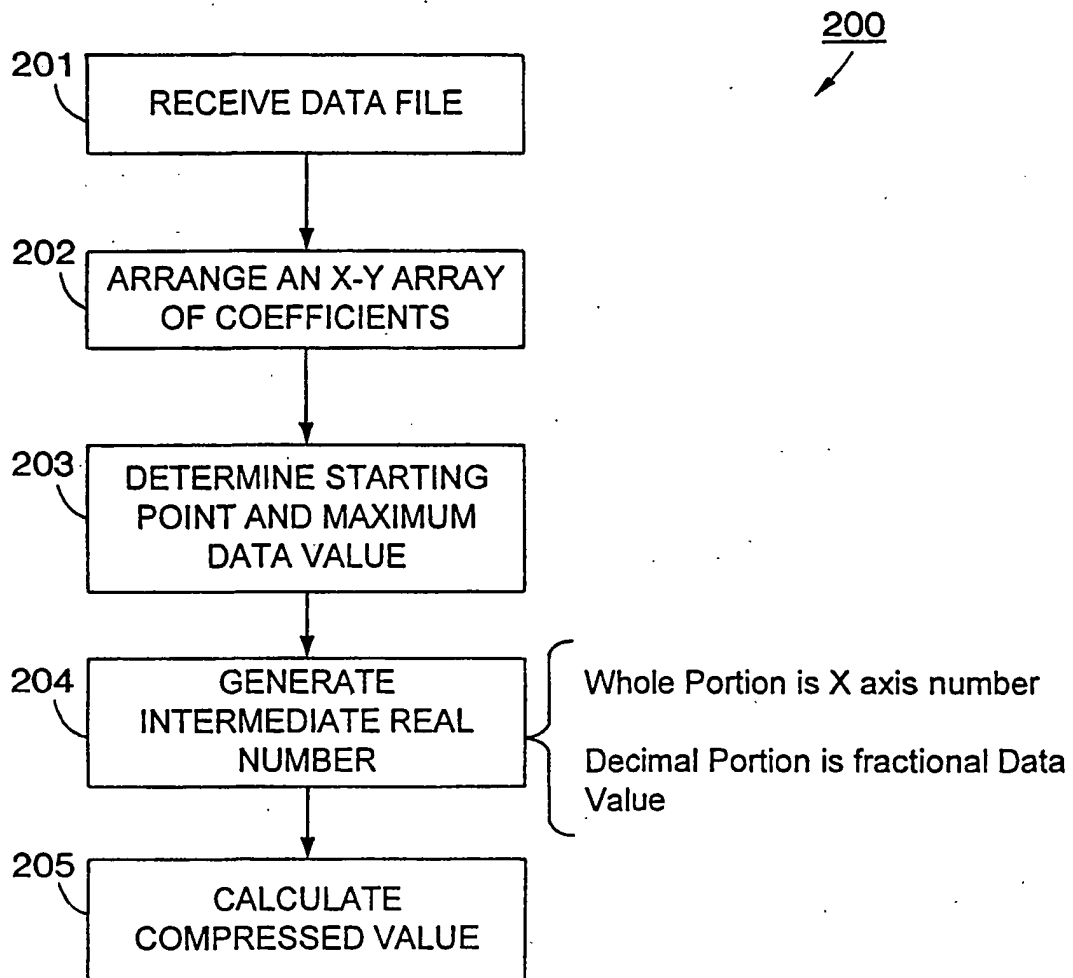 200
201
RECEIVE DATA FILE
202
ARRANGE AN X-Y ARRAY
OF COEFFICIENTS
203
DETERMINE STARTING
POINT AND MAXIMUM
DATA VALUE
204
GENERATE
INTERMEDIATE REAL
NUMBER
Whole Portion is X axis number
Decimal Portion is fractional Data
Value
205
CALCULATE
COMPRESSED VALUE